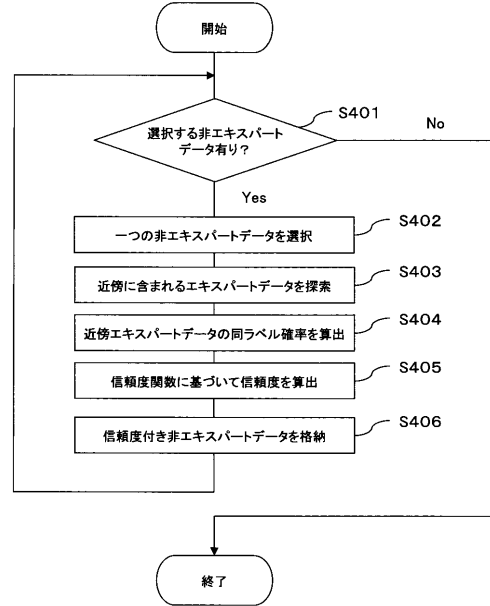 開始
S401
選択する非エキスパート
データ有り？
No
Yes
S402
一つの非エキスパートデータを選択
S403
近傍に含まれるエキスパートデータを探索
S404
近傍エキスパートデータの同ラベル確率を算出
S405
信頼度関数に基づいて信頼度を算出
S406
信頼度付き非エキスパートデータを格納
終了